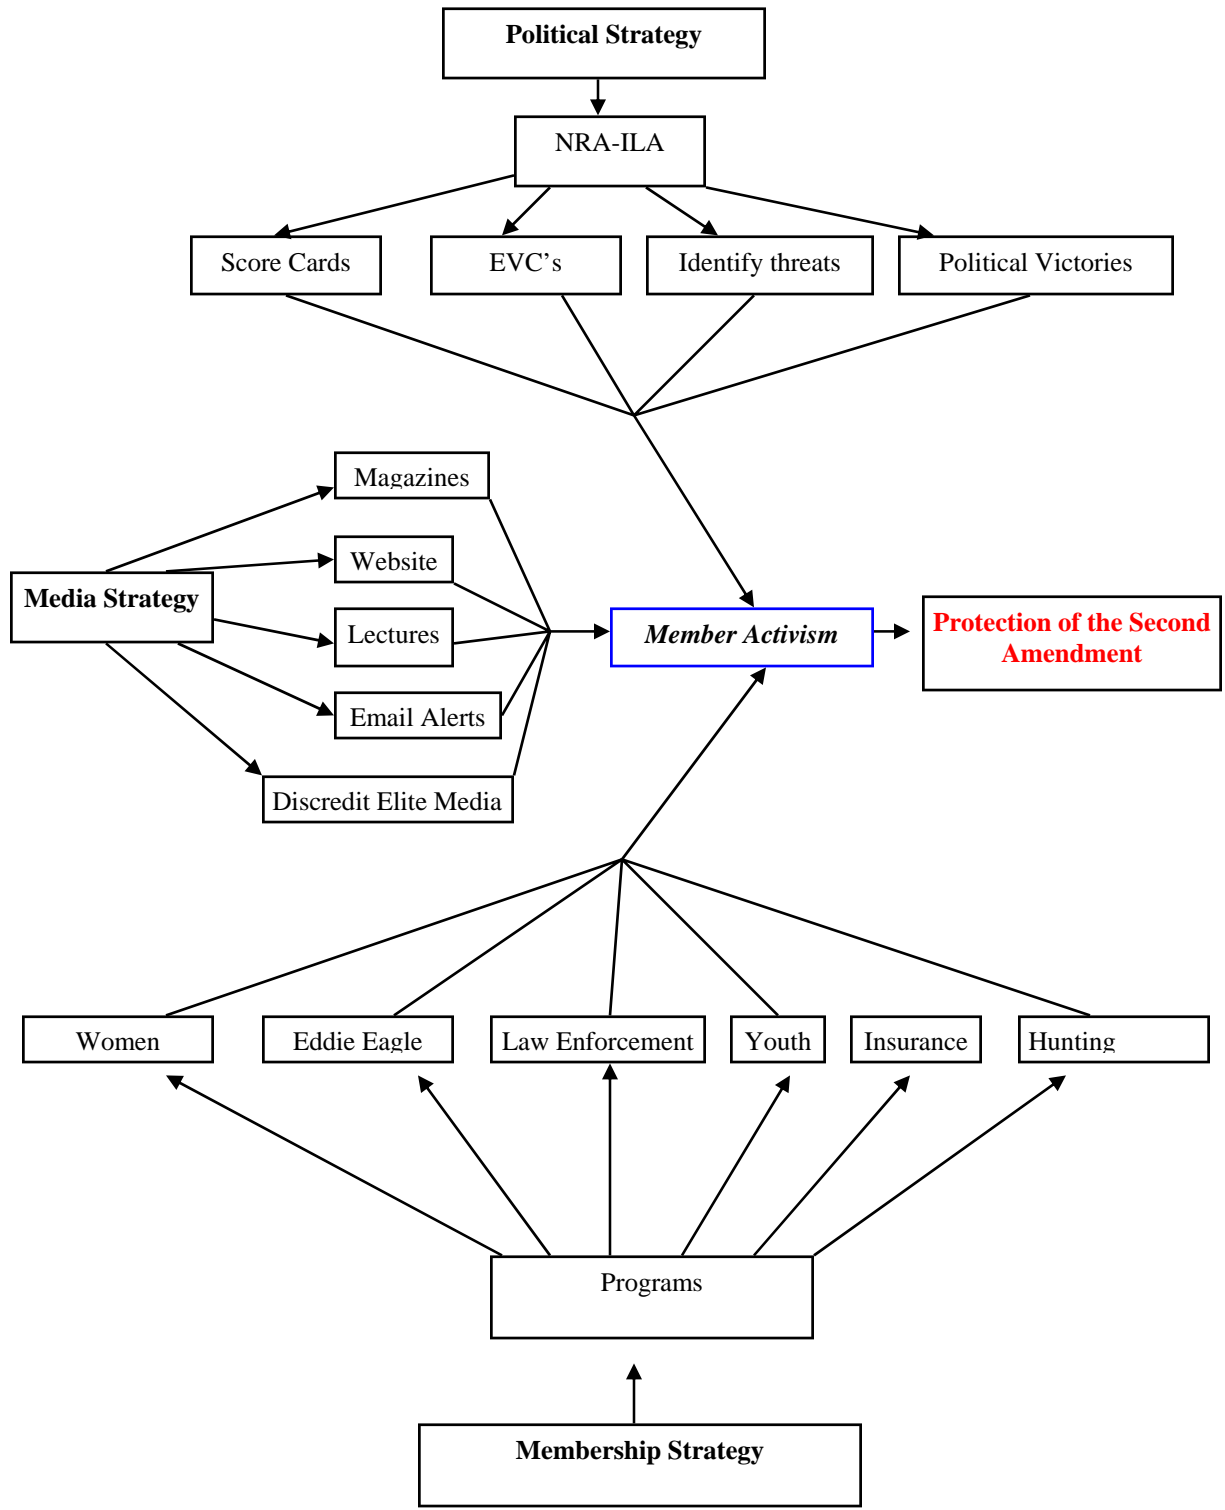 Political Strategy
NRA-ILA
Score Cards
EVC’s
Identify threats
Political Victories
Magazines
Website
Media Strategy
Lectures
Email Alerts
Discredit Elite Media
Member Activism
Protection of the Second
Amendment
Women
Eddie Eagle
Law Enforcement
Youth
Insurance
Hunting
Programs
Membership Strategy